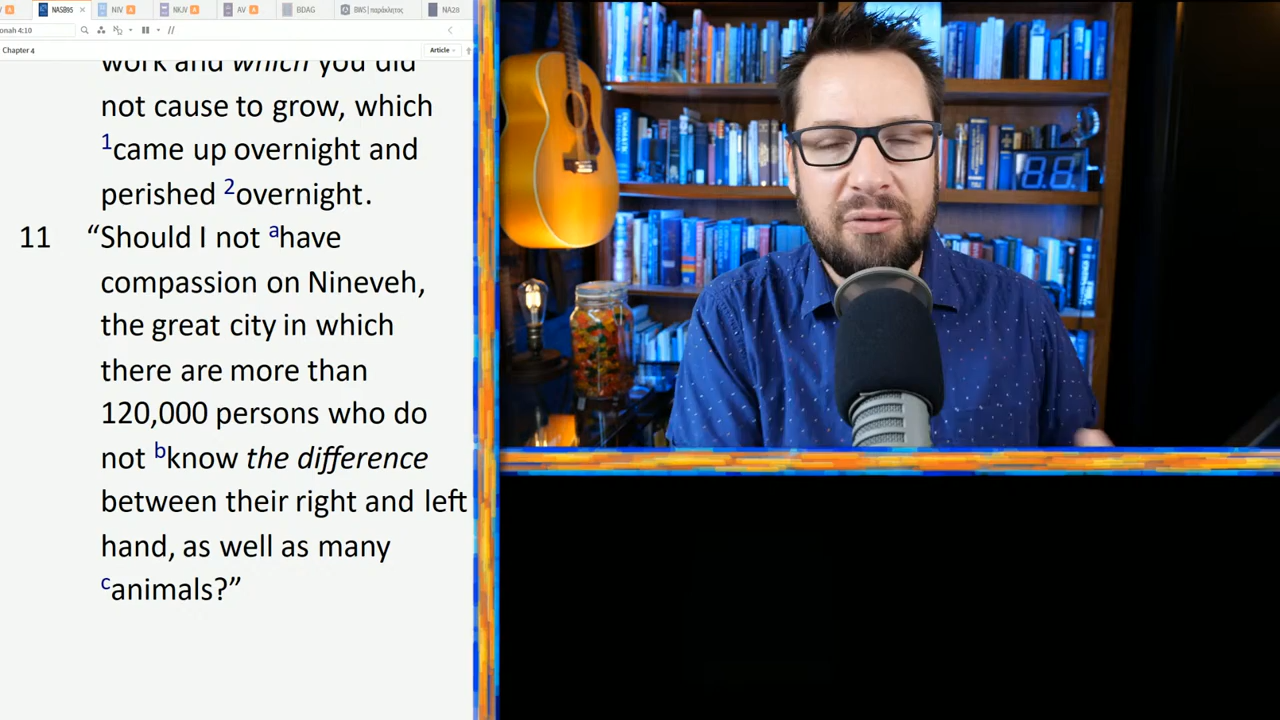 NASB95 NIV A NKJV A AV A BDAG BWS | παράκλητος NA28
onah 4:10
Chapter 4 Article
work and which you did
not cause to grow, which
1came up overnight and
perished 2overnight.
11 “Should I not ahave
compassion on Nineveh,
the great city in which
there are more than
120,000 persons who do
not bknow the difference
between their right and left
hand, as well as many
canimals?”